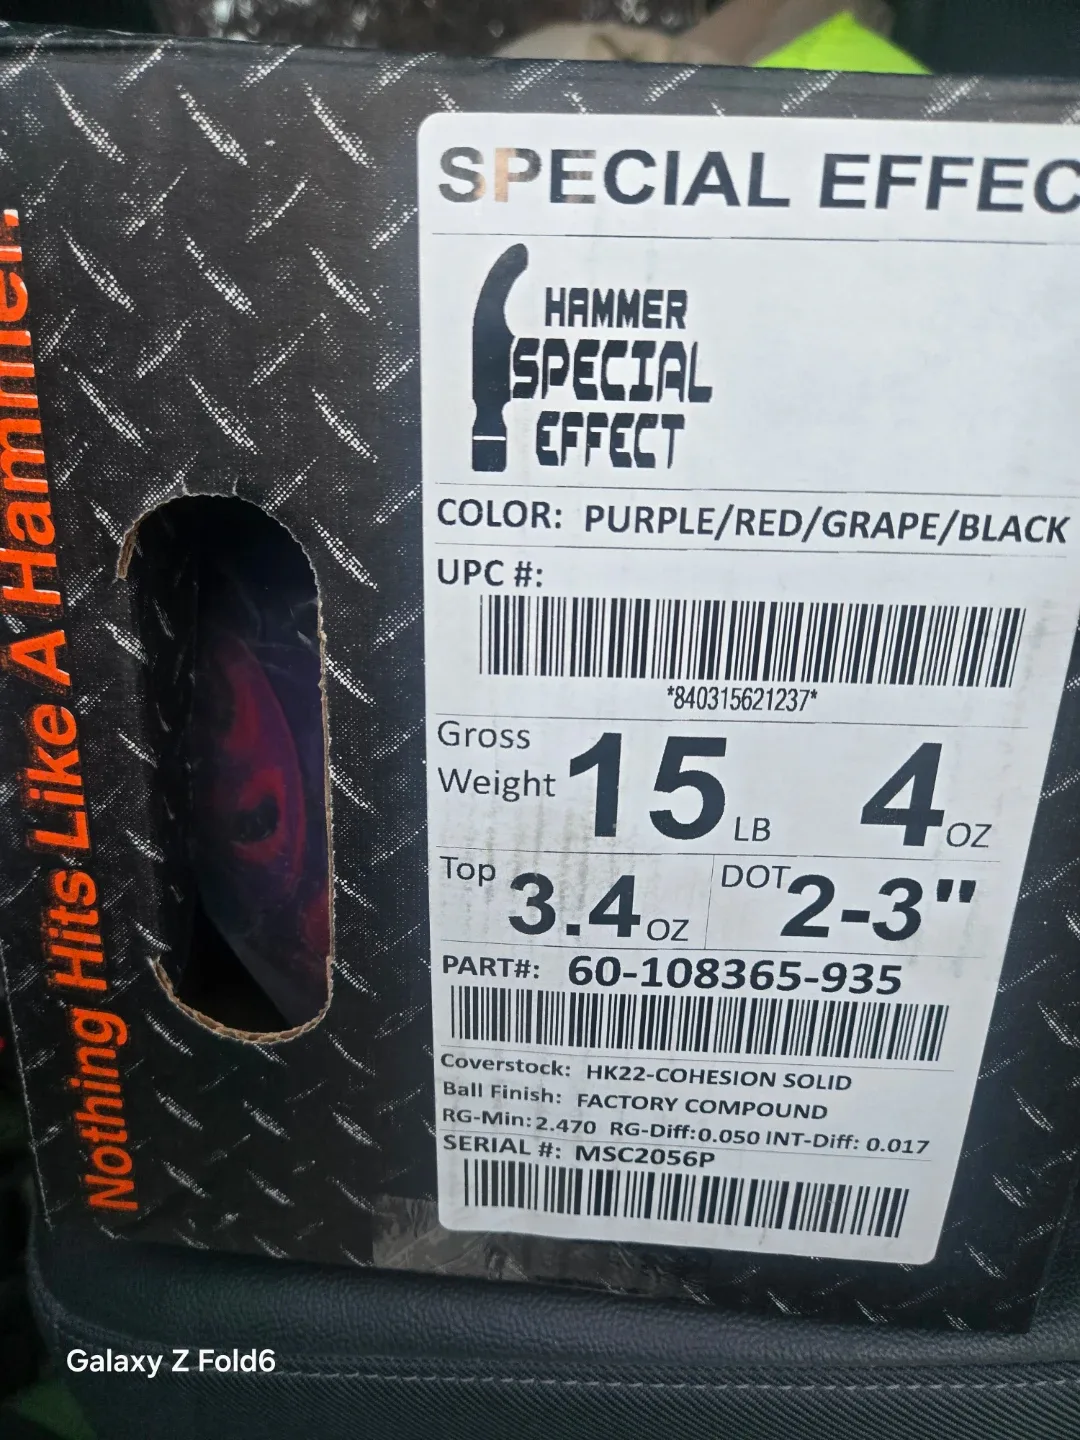 Nothing Hits Like A Hammer.
SPECIAL EFFEC
HAMMER
SPECIAL
EFFECT
COLOR: PURPLE/RED/GRAPE/BLACK
UPC #:
*840315621237*
Gross Weight 15 LB 4 OZ
Top 3.4 OZ DOT 2-3"
PART#: 60-108365-935
Coverstock: HK22-COHESION SOLID
Ball Finish: FACTORY COMPOUND
RG-Min: 2.470 RG-Diff: 0.050 INT-Diff: 0.017
SERIAL #: MSC2056P
Galaxy Z Fold6